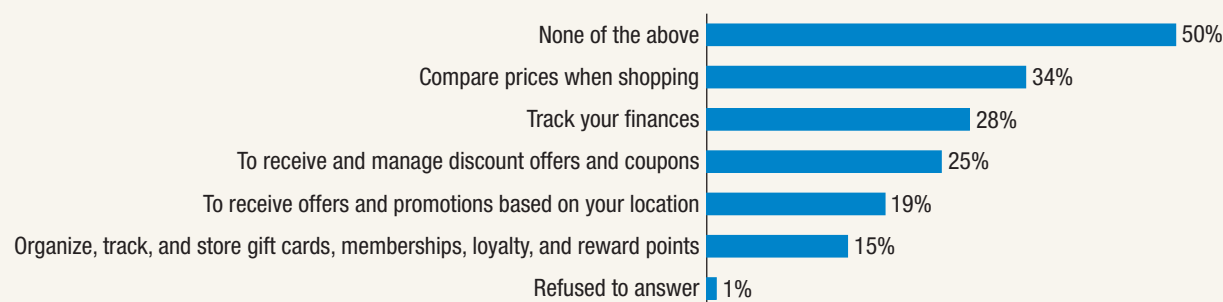 None of the above 50%
Compare prices when shopping 34%
Track your finances 28%
To receive and manage discount offers and coupons 25%
To receive offers and promotions based on your location 19%
Organize, track, and store gift cards, memberships, loyalty, and reward points 15%
Refused to answer 1%